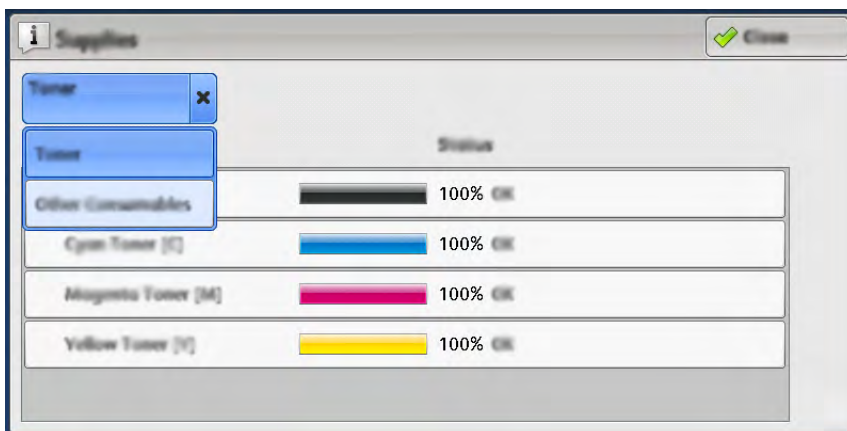 Supplies
Close
Toner
Toner
Status
Other Consumables
100% OK
Cyan Toner [C] 100% OK
Magenta Toner [M] 100% OK
Yellow Toner [Y] 100% OK